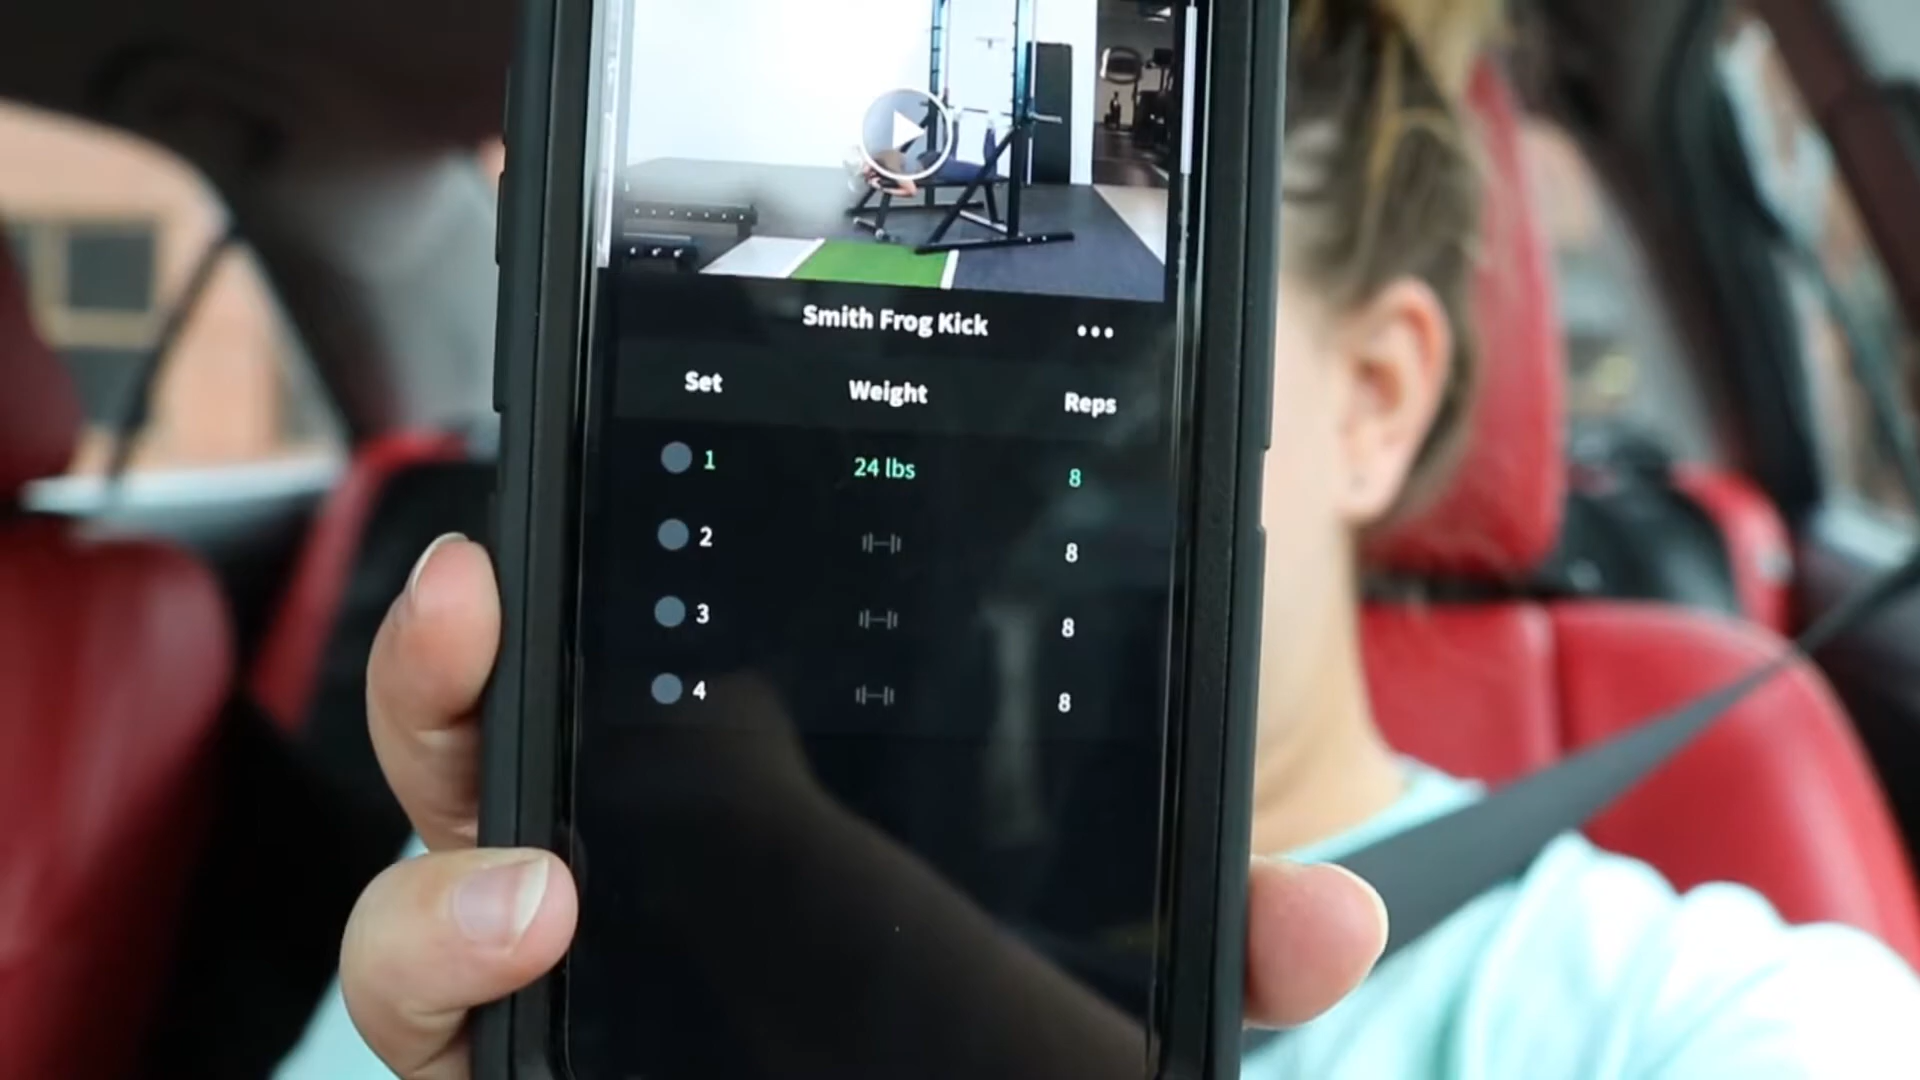 Smith Frog Kick
Set Weight Reps
1 24 lbs 8
2 8
3 8
4 8